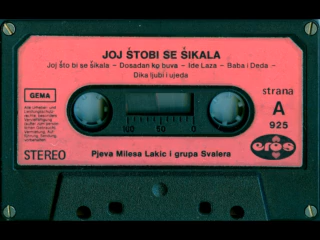 JOJ ŠTOBI SE ŠIKALA
Joj što bi se šikala - Dosadan ko buva - Ide Laza - Baba i Deda -
Dika ljubi i ujeda
GEMA
strana
A
925
100 50 0
STEREO
Pjeva Milesa Lakic i grupa Svalera
eros